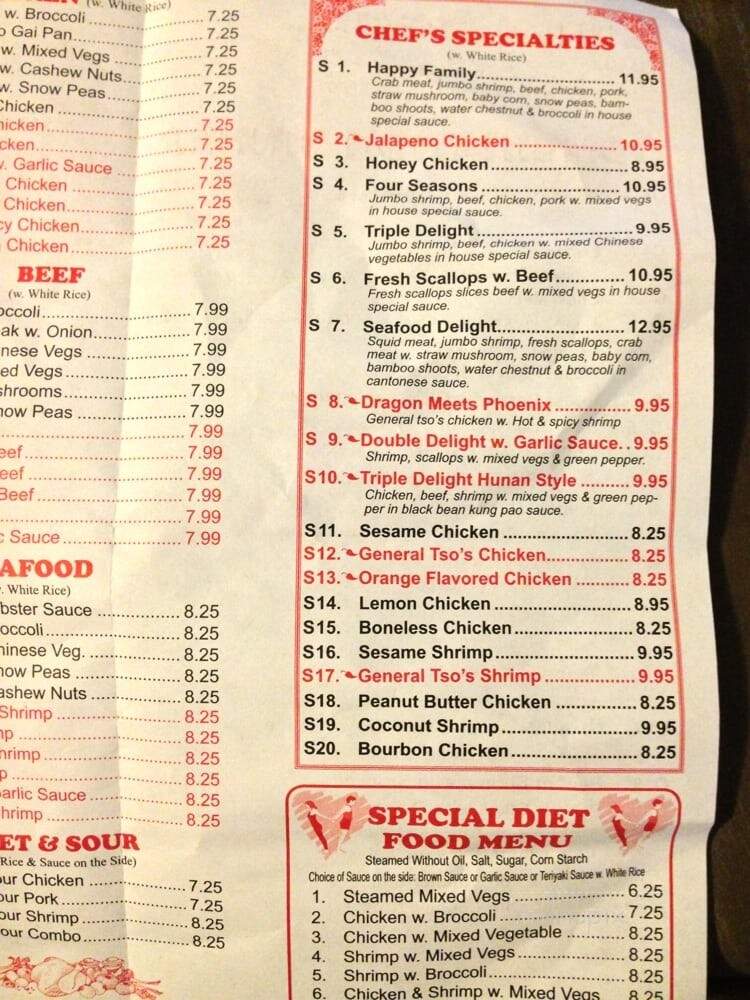 (w. White Rice)
w. Broccoli 7.25
Gai Pan 7.25
w. Mixed Vegs 7.25
w. Cashew Nuts 7.25
w. Snow Peas 7.25
Chicken 7.25
7.25
7.25
w. Garlic Sauce 7.25
Chicken 7.25
Chicken 7.25
Chicken 7.25
Chicken 7.25
BEEF
(w. White Rice)
7.99
w. Onion 7.99
Vegs 7.99
Vegs 7.99
7.99
Peas 7.99
7.99
7.99
7.99
Beef 7.99
7.99
Sauce 7.99
AFOOD
White Rice)
bster Sauce 8.25
occoli 8.25
hinese Veg. 8.25
now Peas 8.25
ashew Nuts 8.25
Shrimp 8.25
8.25
hrimp 8.25
8.25
arlic Sauce 8.25
hrimp 8.25
ET & SOUR
Rice & Sauce on the Side)
our Chicken 7.25
our Pork 7.25
our Shrimp 8.25
our Combo 8.25
CHEF'S SPECIALTIES
(w. White Rice)
S 1. Happy Family 11.95
Crab meat, jumbo shrimp, beef, chicken, pork,
straw mushroom, baby corn, snow peas, bam-
boo shoots, water chestnut & broccoli in house
special sauce.
S 2. Jalapeno Chicken 10.95
S 3. Honey Chicken 8.95
S 4. Four Seasons 10.95
Jumbo shrimp, beef, chicken, pork w. mixed vegs
in house special sauce.
S 5. Triple Delight 9.95
Jumbo shrimp, beef, chicken w. mixed Chinese
vegetables in house special sauce.
S 6. Fresh Scallops w. Beef 10.95
Fresh scallops slices beef w. mixed vegs in house
special sauce.
S 7. Seafood Delight 12.95
Squid meat, jumbo shrimp, fresh scallops, crab
meat w. straw mushroom, snow peas, baby corn,
bamboo shoots, water chestnut & broccoli in
cantonese sauce.
S 8. Dragon Meets Phoenix 9.95
General tso's chicken w. Hot & spicy shrimp
S 9. Double Delight w. Garlic Sauce 9.95
Shrimp, scallops w. mixed vegs & green pepper.
S10. Triple Delight Hunan Style 9.95
Chicken, beef, shrimp w. mixed vegs & green pep-
per in black bean kung pao sauce.
S11. Sesame Chicken 8.25
S12. General Tso's Chicken 8.25
S13. Orange Flavored Chicken 8.25
S14. Lemon Chicken 8.95
S15. Boneless Chicken 8.25
S16. Sesame Shrimp 9.95
S17. General Tso's Shrimp 9.95
S18. Peanut Butter Chicken 8.25
S19. Coconut Shrimp 9.95
S20. Bourbon Chicken 8.25
SPECIAL DIET
FOOD MENU
Steamed Without Oil, Salt, Sugar, Corn Starch
Choice of Sauce on the side: Brown Sauce or Garlic Sauce or Teriyaki Sauce w. White Rice
1. Steamed Mixed Vegs 6.25
2. Chicken w. Broccoli 7.25
3. Chicken w. Mixed Vegetable 8.25
4. Shrimp w. Mixed Vegs 8.25
5. Shrimp w. Broccoli 8.25
6. Chicken & Shrimp w. Mixed Vegs 8.25